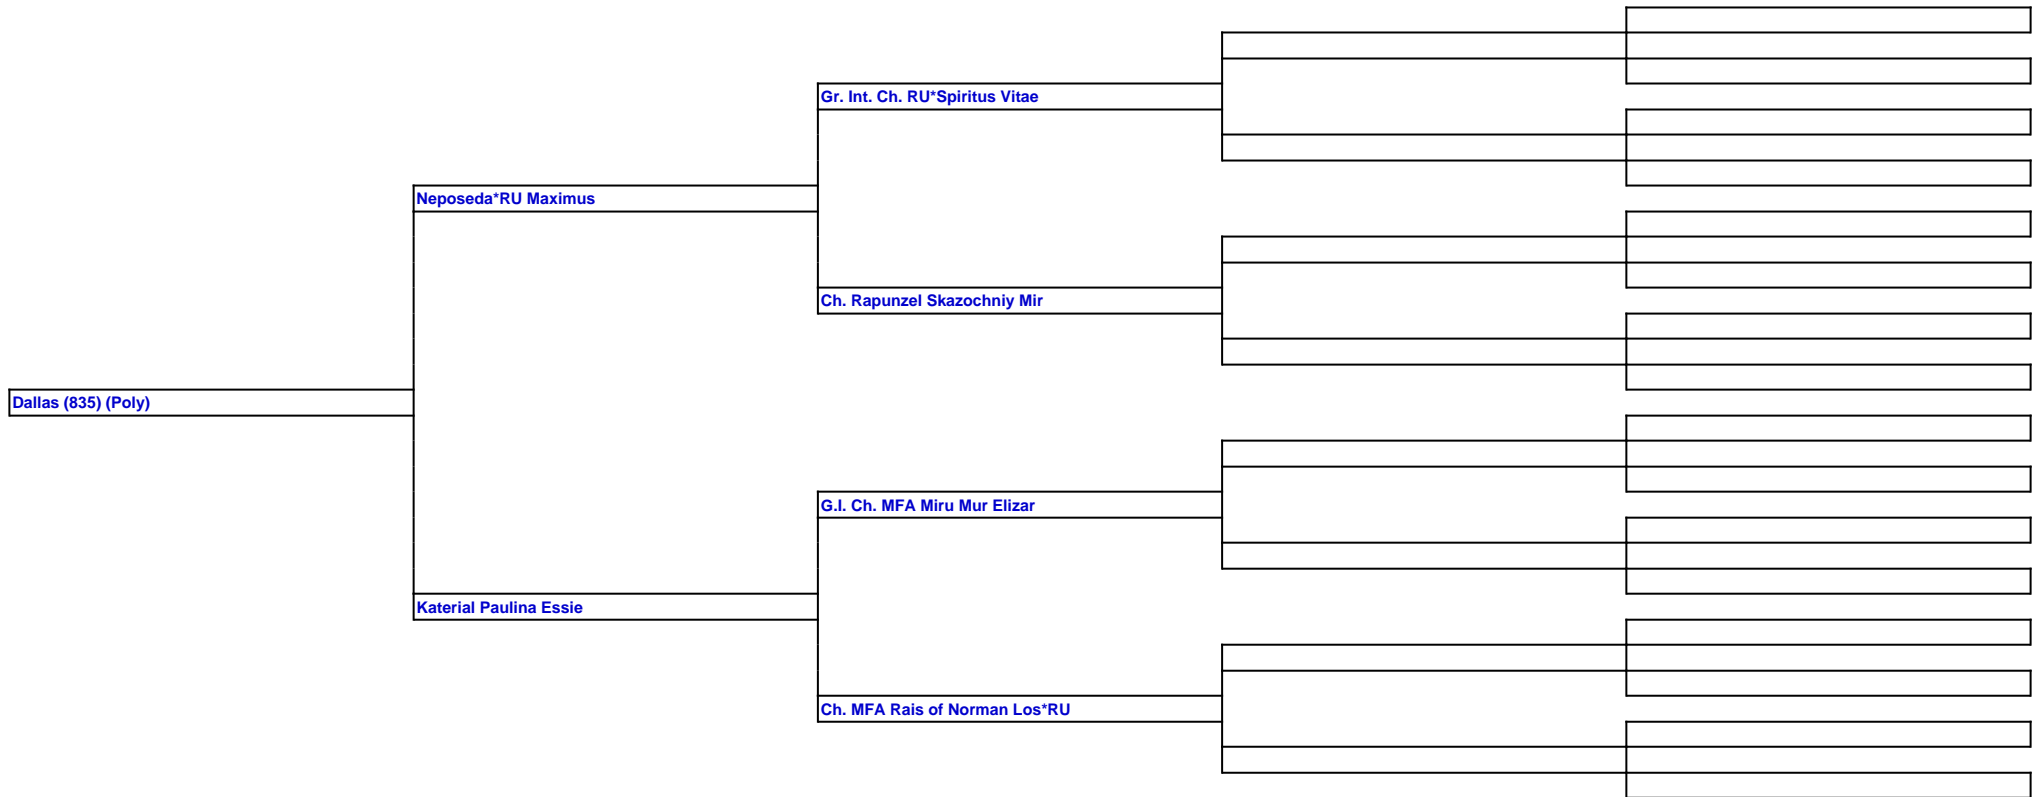 Gr. Int. Ch. RU*Spiritus Vitae
Neposeda*RU Maximus
Ch. Rapunzel Skazochniy Mir
Dallas (835) (Poly)
G.I. Ch. MFA Miru Mur Elizar
Katerial Paulina Essie
Ch. MFA Rais of Norman Los*RU